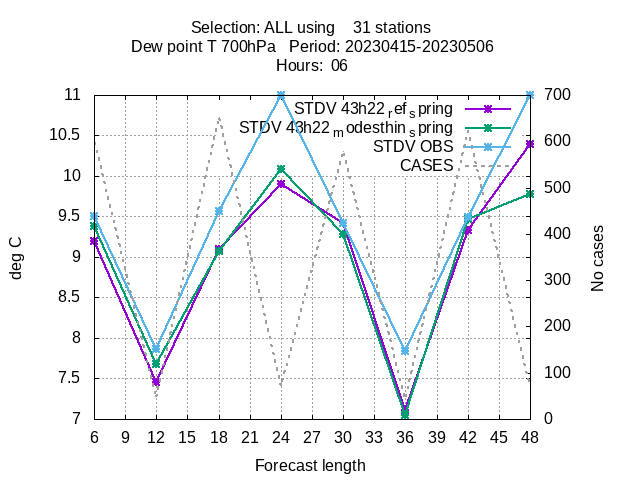 Selection: ALL using    31 stations
Dew point T 700hPa   Period: 20230415-20230506
Hours:  06
STDV 43h22_ref_spring
STDV 43h22_modesthin_spring
STDV OBS
CASES
11
10.5
10
9.5
9
8.5
8
7.5
7
deg C
700
600
500
400
300
200
100
0
No cases
6 9 12 15 18 21 24 27 30 33 36 39 42 45 48
Forecast length